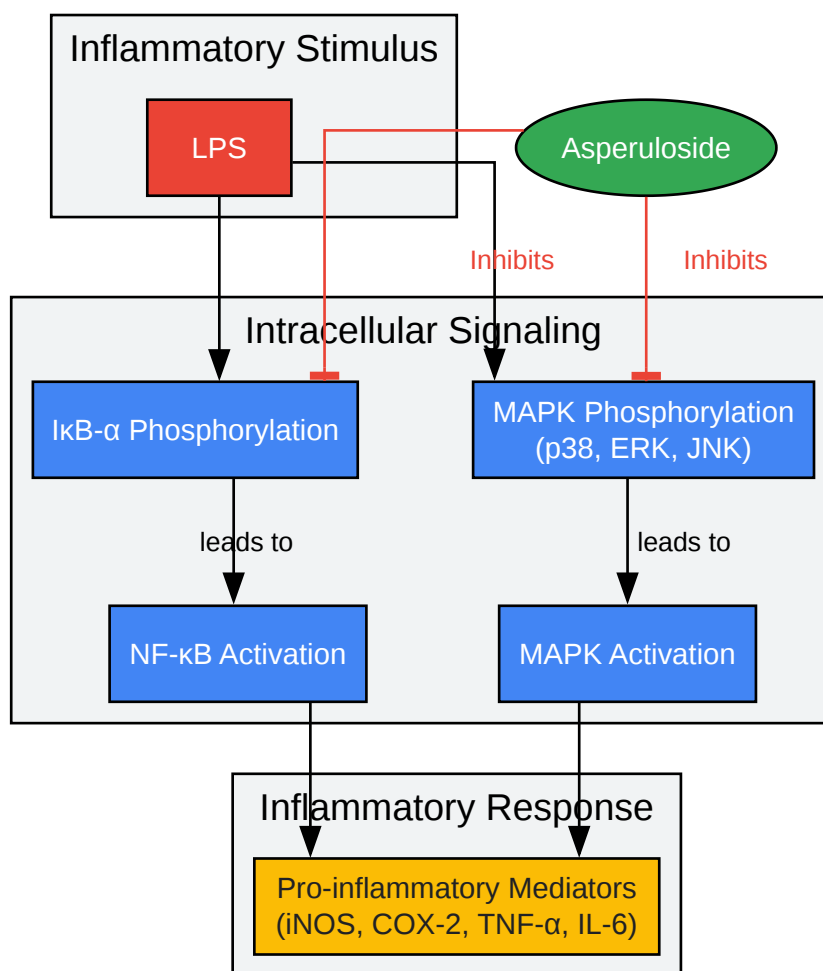 Inflammatory Stimulus
LPS
Asperuloside
Inhibits
Inhibits
Intracellular Signaling
IκB-α Phosphorylation
MAPK Phosphorylation
(p38, ERK, JNK)
leads to
leads to
NF-κB Activation
MAPK Activation
Inflammatory Response
Pro-inflammatory Mediators
(iNOS, COX-2, TNF-α, IL-6)